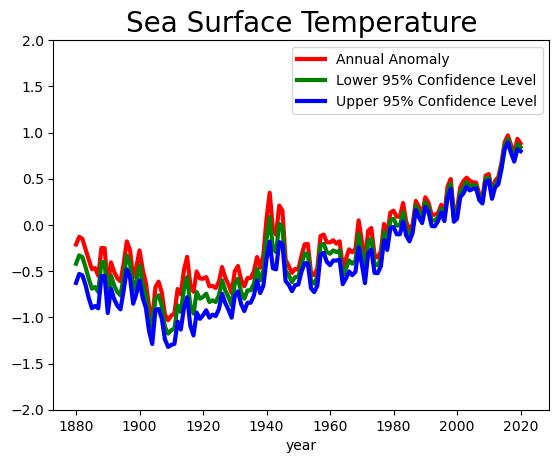 Sea Surface Temperature
2.0
1.5
1.0
0.5
0.0
−0.5
−1.0
−1.5
−2.0
Annual Anomaly
Lower 95% Confidence Level
Upper 95% Confidence Level
1880 1900 1920 1940 1960 1980 2000 2020
year